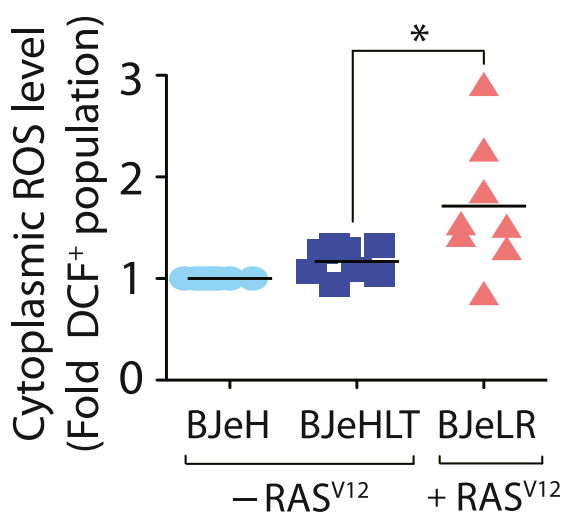 Cytoplasmic ROS level
(Fold DCF⁺ population)
*
3
2
1
0
BJeH BJeHLT BJeLR
– RASⱽ¹² + RASⱽ¹²